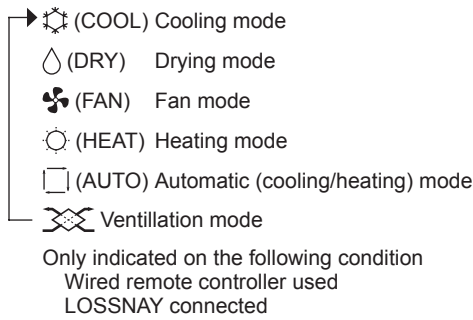 (COOL) Cooling mode
(DRY) Drying mode
(FAN) Fan mode
(HEAT) Heating mode
(AUTO) Automatic (cooling/heating) mode
Ventillation mode
Only indicated on the following condition
Wired remote controller used
LOSSNAY connected